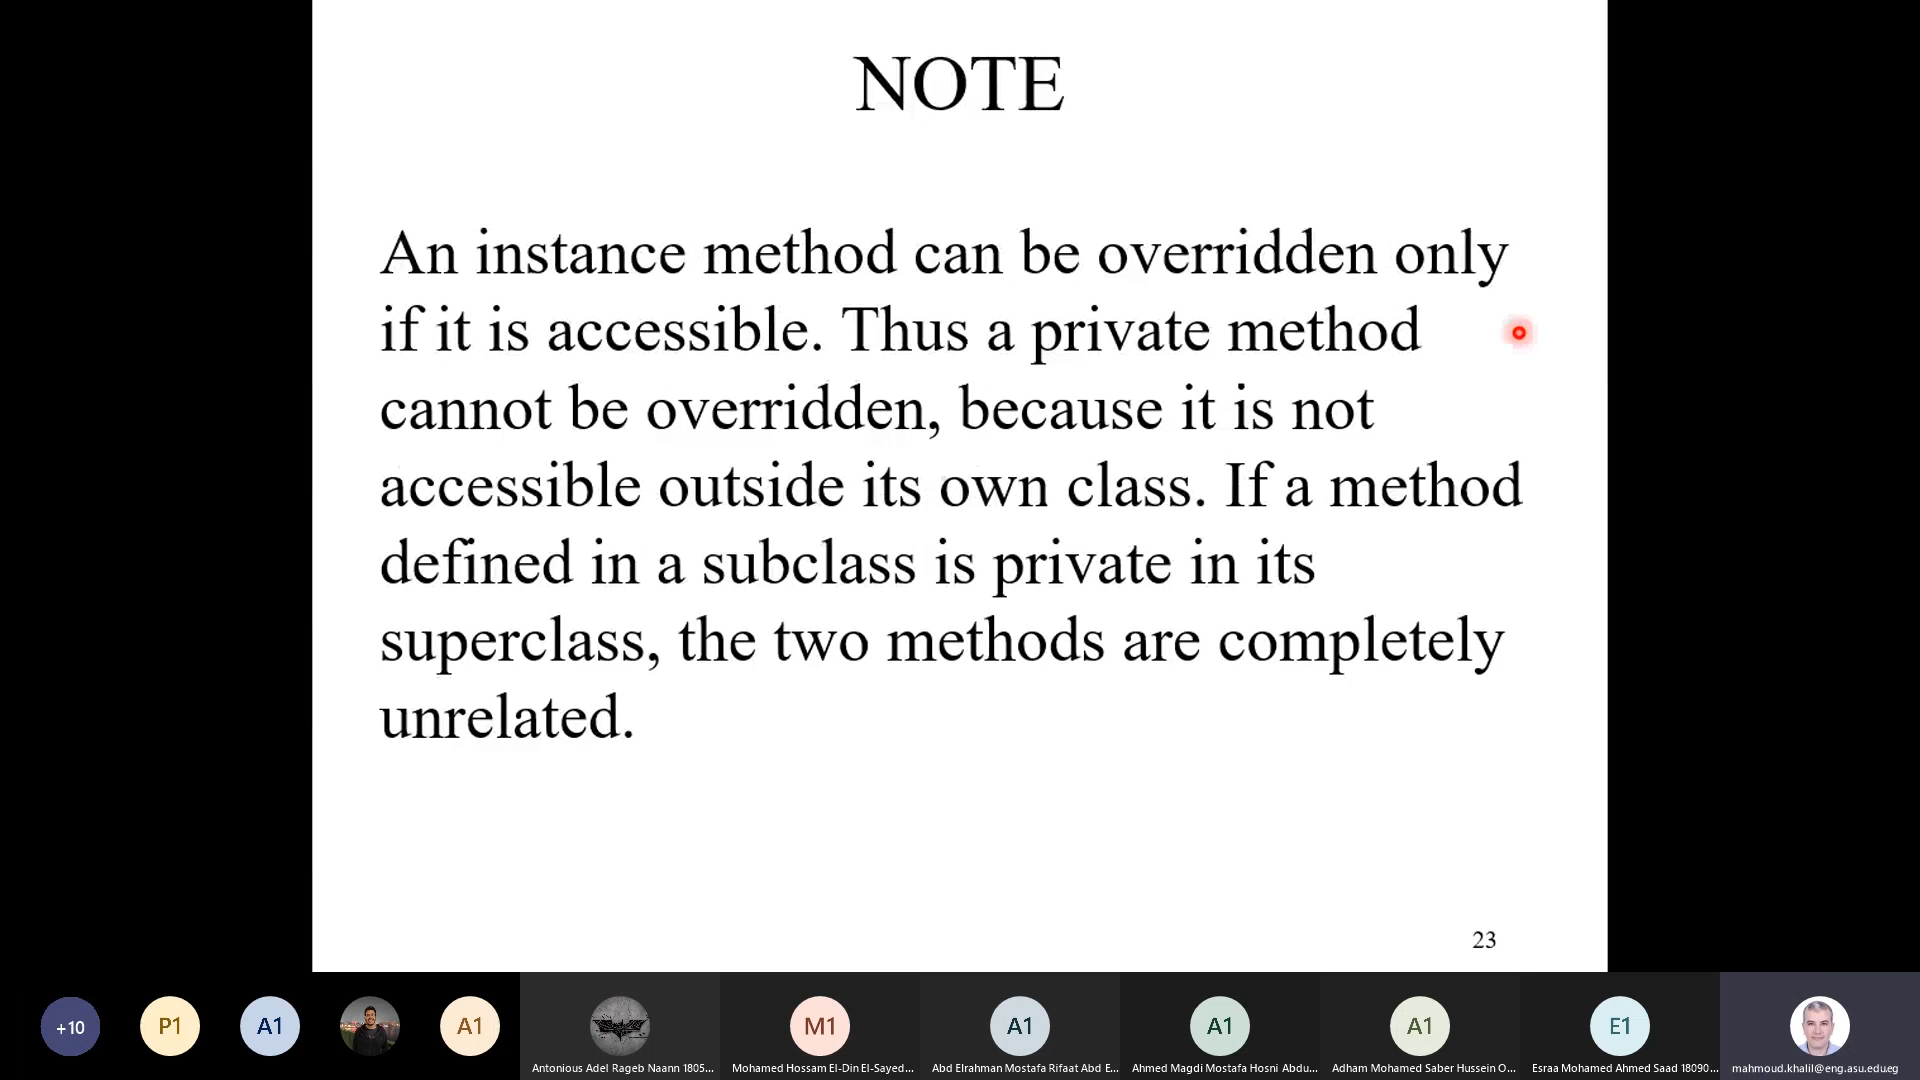 NOTE
An instance method can be overridden only
if it is accessible. Thus a private method
cannot be overridden, because it is not
accessible outside its own class. If a method
defined in a subclass is private in its
superclass, the two methods are completely
unrelated.
23
+10
P1
A1
A1
M1
A1
A1
A1
E1
Antonious Adel Rageb Naann 1805...
Mohamed Hossam El-Din El-Sayed...
Abd Elrahman Mostafa Rifaat Abd E...
Ahmed Magdi Mostafa Hosni Abdu...
Adham Mohamed Saber Hussein O...
Esraa Mohamed Ahmed Saad 18090...
mahmoud.khalil@eng.asu.edu.eg